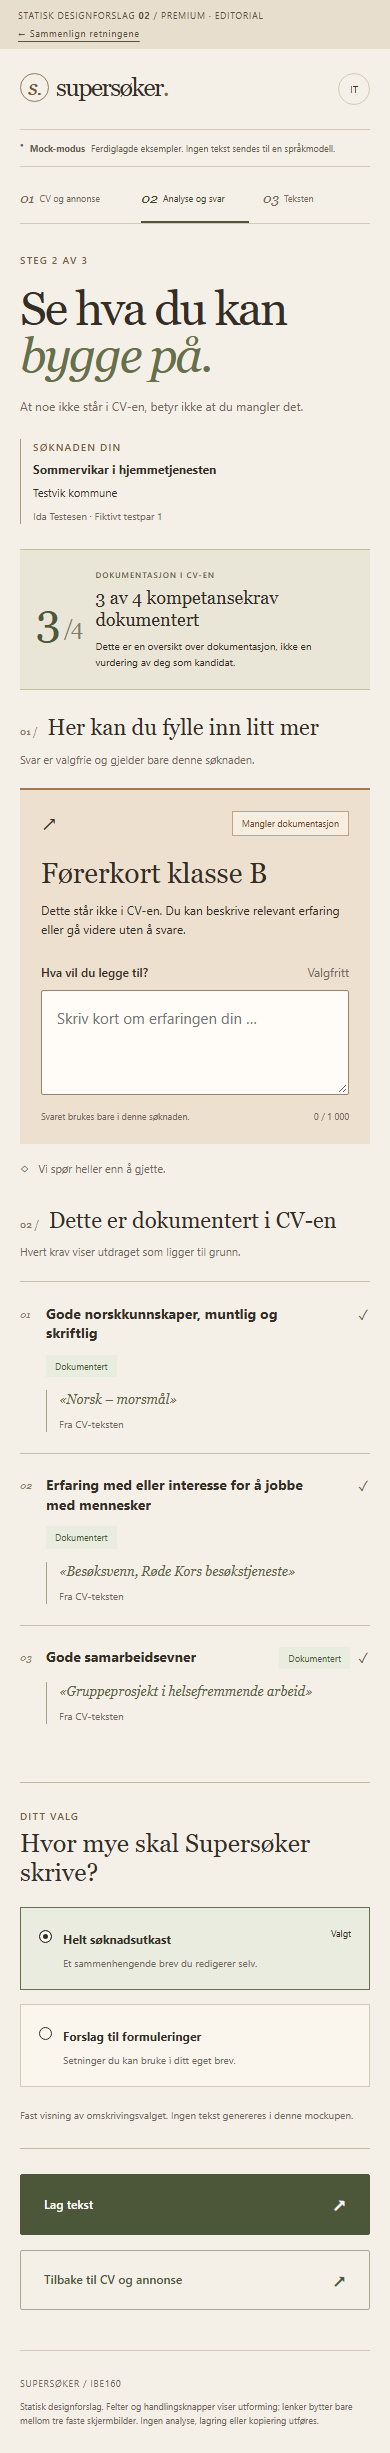 STATISK DESIGNFORSLAG 02 / PREMIUM · EDITORIAL
← Sammenlign retningene
s. supersøker.
IT
* Mock-modus Ferdiglagde eksempler. Ingen tekst sendes til en språkmodell.
01 CV og annonse 02 Analyse og svar 03 Teksten
STEG 2 AV 3
Se hva du kan
bygge på.
At noe ikke står i CV-en, betyr ikke at du mangler det.
SØKNADEN DIN
Sommervikar i hjemmetjenesten
Testvik kommune
Ida Testesen · Fiktivt testpar 1
DOKUMENTASJON I CV-EN
3/4
3 av 4 kompetansekrav
dokumentert
Dette er en oversikt over dokumentasjon, ikke en
vurdering av deg som kandidat.
01/ Her kan du fylle inn litt mer
Svar er valgfrie og gjelder bare denne søknaden.
↗ Mangler dokumentasjon
Førerkort klasse B
Dette står ikke i CV-en. Du kan beskrive relevant erfaring
eller gå videre uten å svare.
Hva vil du legge til? Valgfritt
Skriv kort om erfaringen din ...
Svaret brukes bare i denne søknaden. 0 / 1 000
◇ Vi spør heller enn å gjette.
02/ Dette er dokumentert i CV-en
Hvert krav viser utdraget som ligger til grunn.
01 Gode norskkunnskaper, muntlig og ✓
skriftlig
Dokumentert
«Norsk – morsmål»
Fra CV-teksten
02 Erfaring med eller interesse for å jobbe ✓
med mennesker
Dokumentert
«Besøksvenn, Røde Kors besøkstjeneste»
Fra CV-teksten
03 Gode samarbeidsevner Dokumentert ✓
«Gruppeprosjekt i helsefremmende arbeid»
Fra CV-teksten
DITT VALG
Hvor mye skal Supersøker
skrive?
Helt søknadsutkast Valgt
Et sammenhengende brev du redigerer selv.
Forslag til formuleringer
Setninger du kan bruke i ditt eget brev.
Fast visning av omskrivingsvalget. Ingen tekst genereres i denne mockupen.
Lag tekst ↗
Tilbake til CV og annonse ↗
SUPERSØKER / IBE160
Statisk designforslag. Felter og handlingsknapper viser utforming; lenker bytter bare
mellom tre faste skjermbilder. Ingen analyse, lagring eller kopiering utføres.